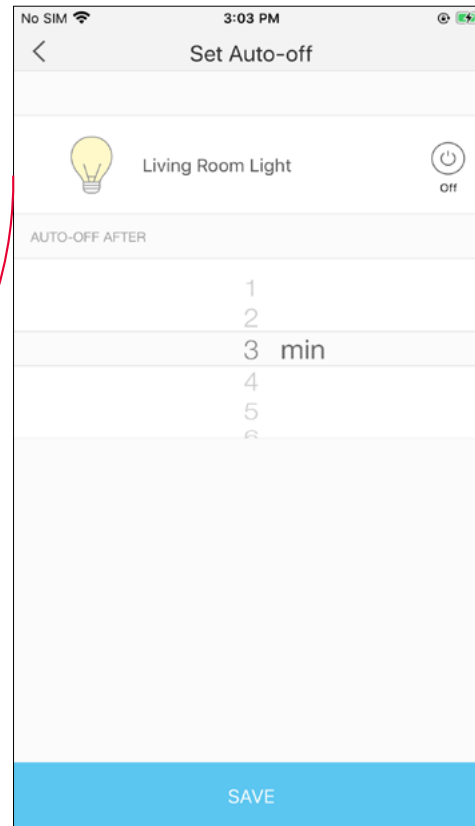 No SIM 3:03 PM
Set Auto-off
Living Room Light
Off
AUTO-OFF AFTER
1
2
3 min
4
5
6
SAVE